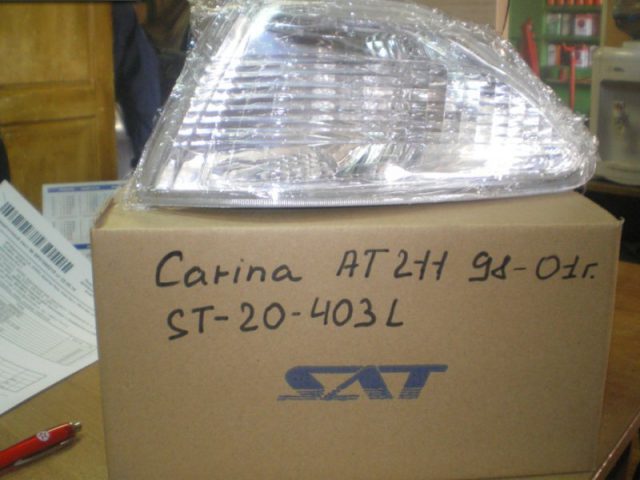 Carina AT211 98-01г.
ST-20-403L
SAT